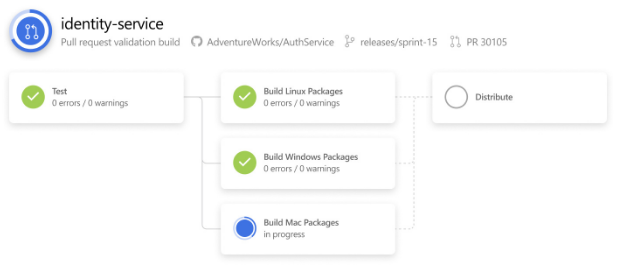 identity-service
Pull request validation build AdventureWorks/AuthService releases/sprint-15 PR 30105
Test
0 errors / 0 warnings
Build Linux Packages
0 errors / 0 warnings
Distribute
Build Windows Packages
0 errors / 0 warnings
Build Mac Packages
in progress